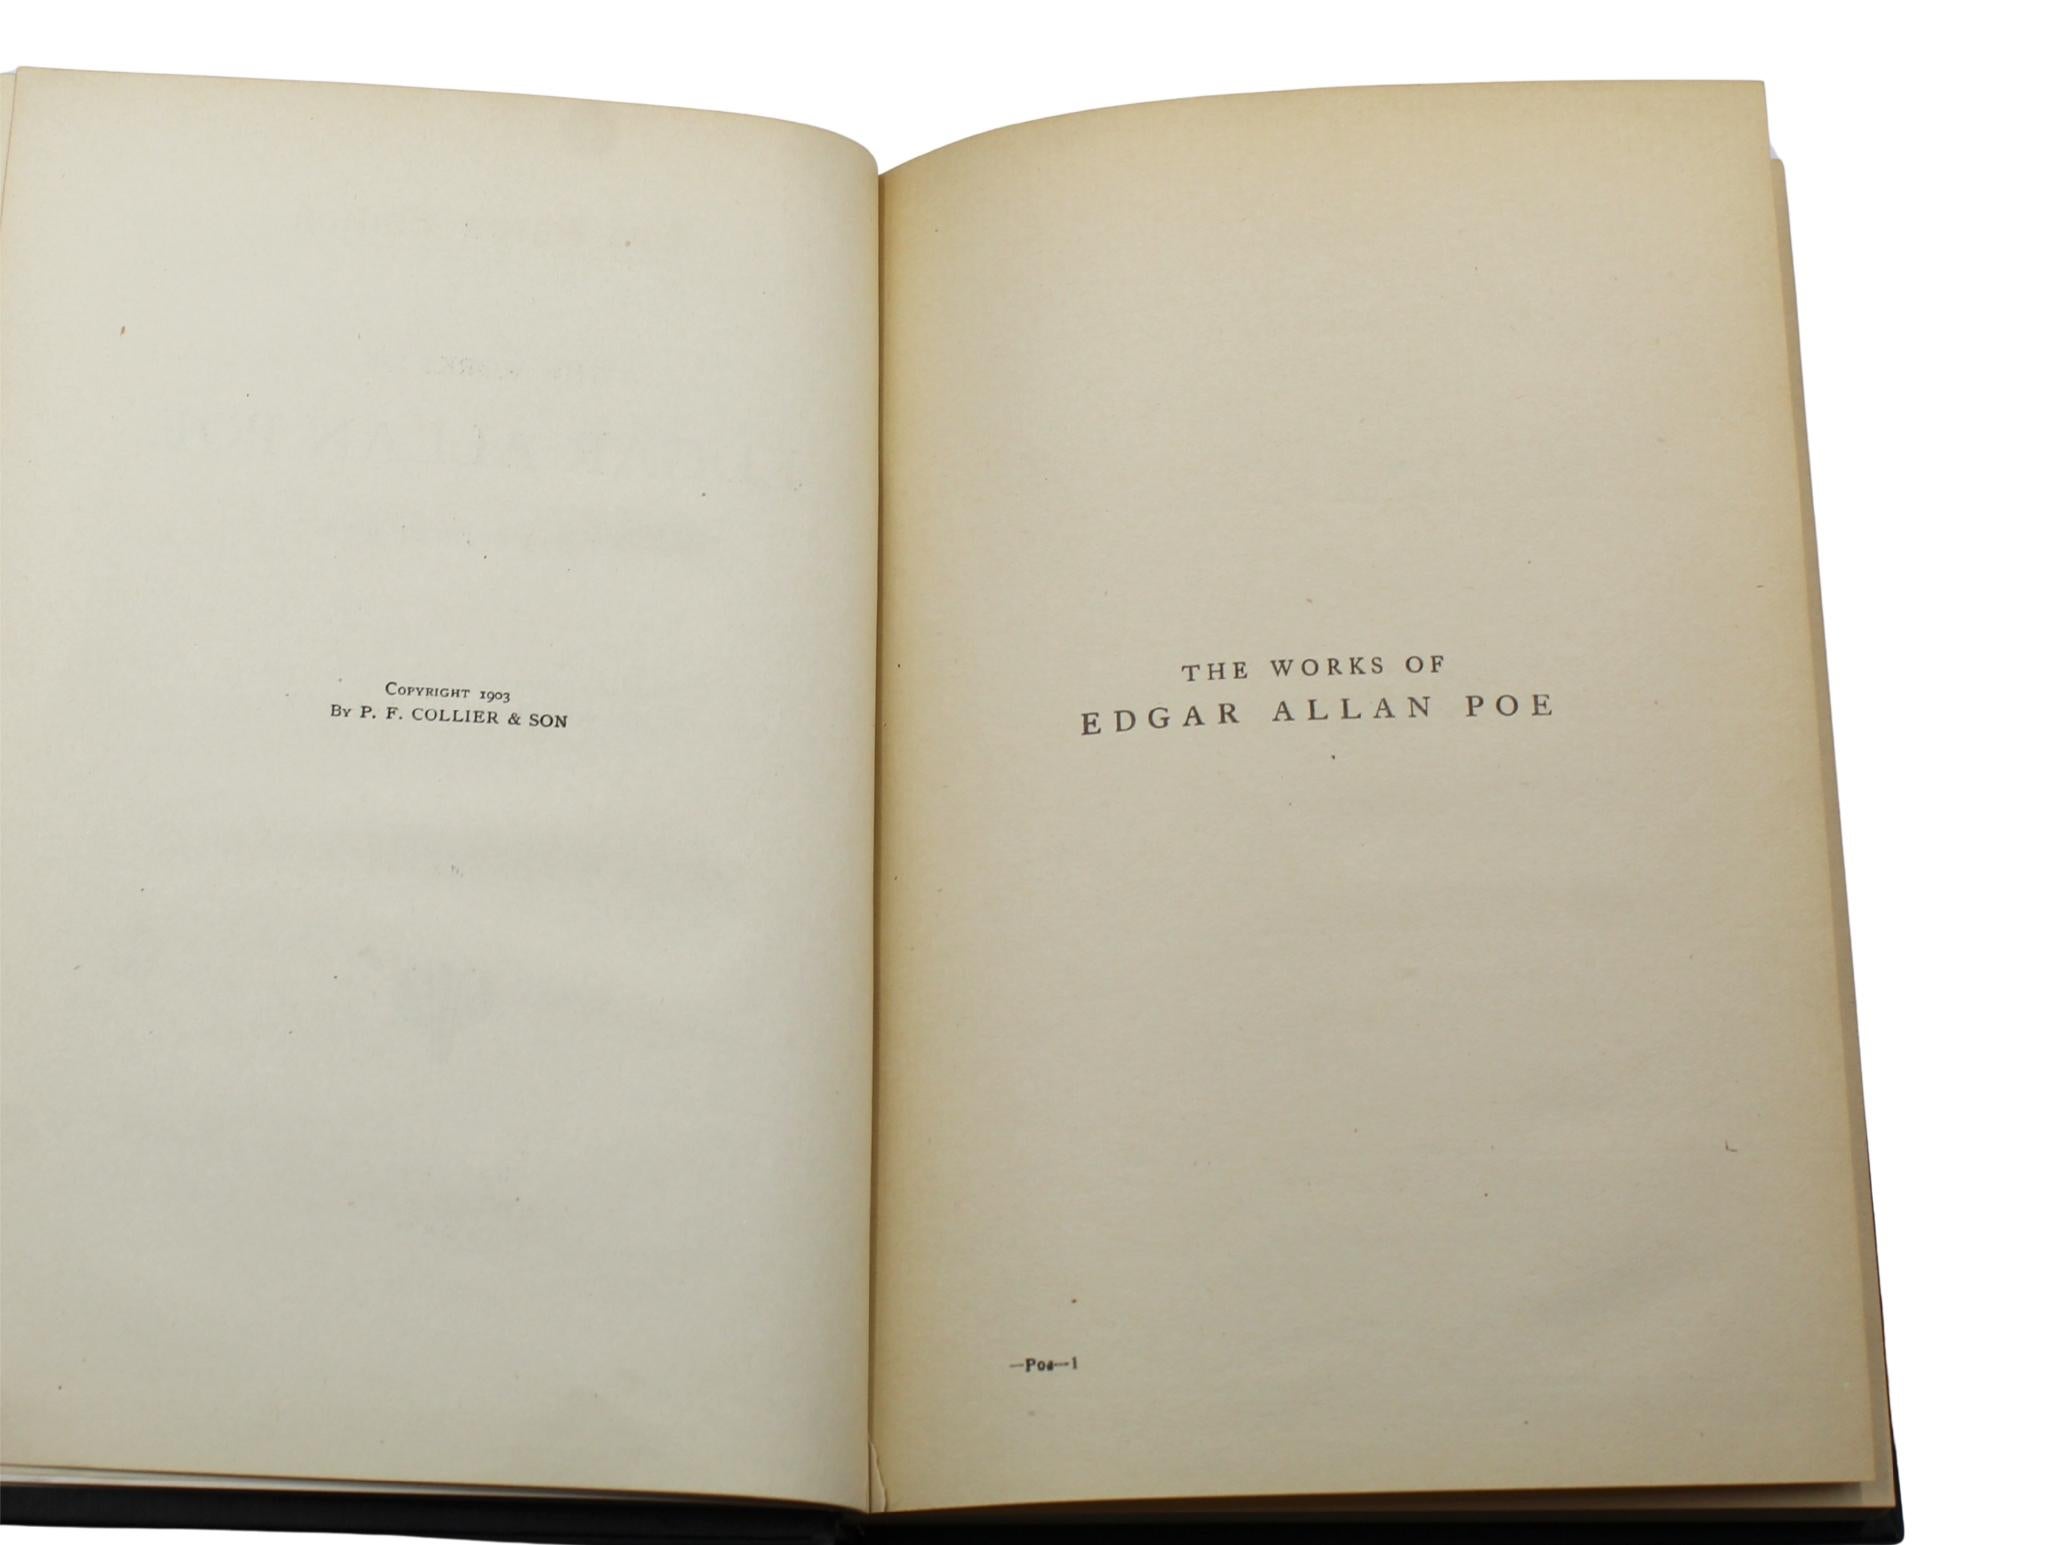 Copyright 1903
By P. F. COLLIER & SON
THE WORKS OF
EDGAR ALLAN POE
—Poe—1